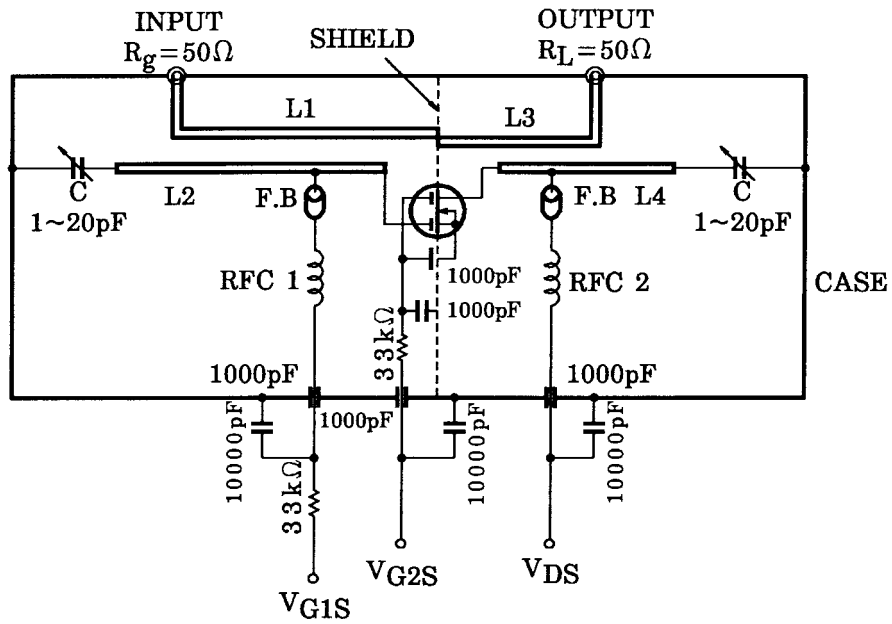 INPUT
Rg=50Ω
SHIELD
OUTPUT
RL=50Ω
L1
L3
C
1~20pF
L2
F.B
F.B
L4
C
1~20pF
RFC 1
1000pF
RFC 2
CASE
1000pF
33kΩ
1000pF
1000pF
1000pF
10000pF
33kΩ
10000pF
10000pF
VG1S
VG2S
VDS